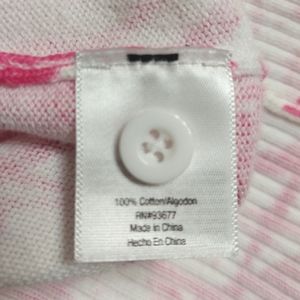 100% Cotton/Algodon
RN#93677
Made in China
Hecho En China